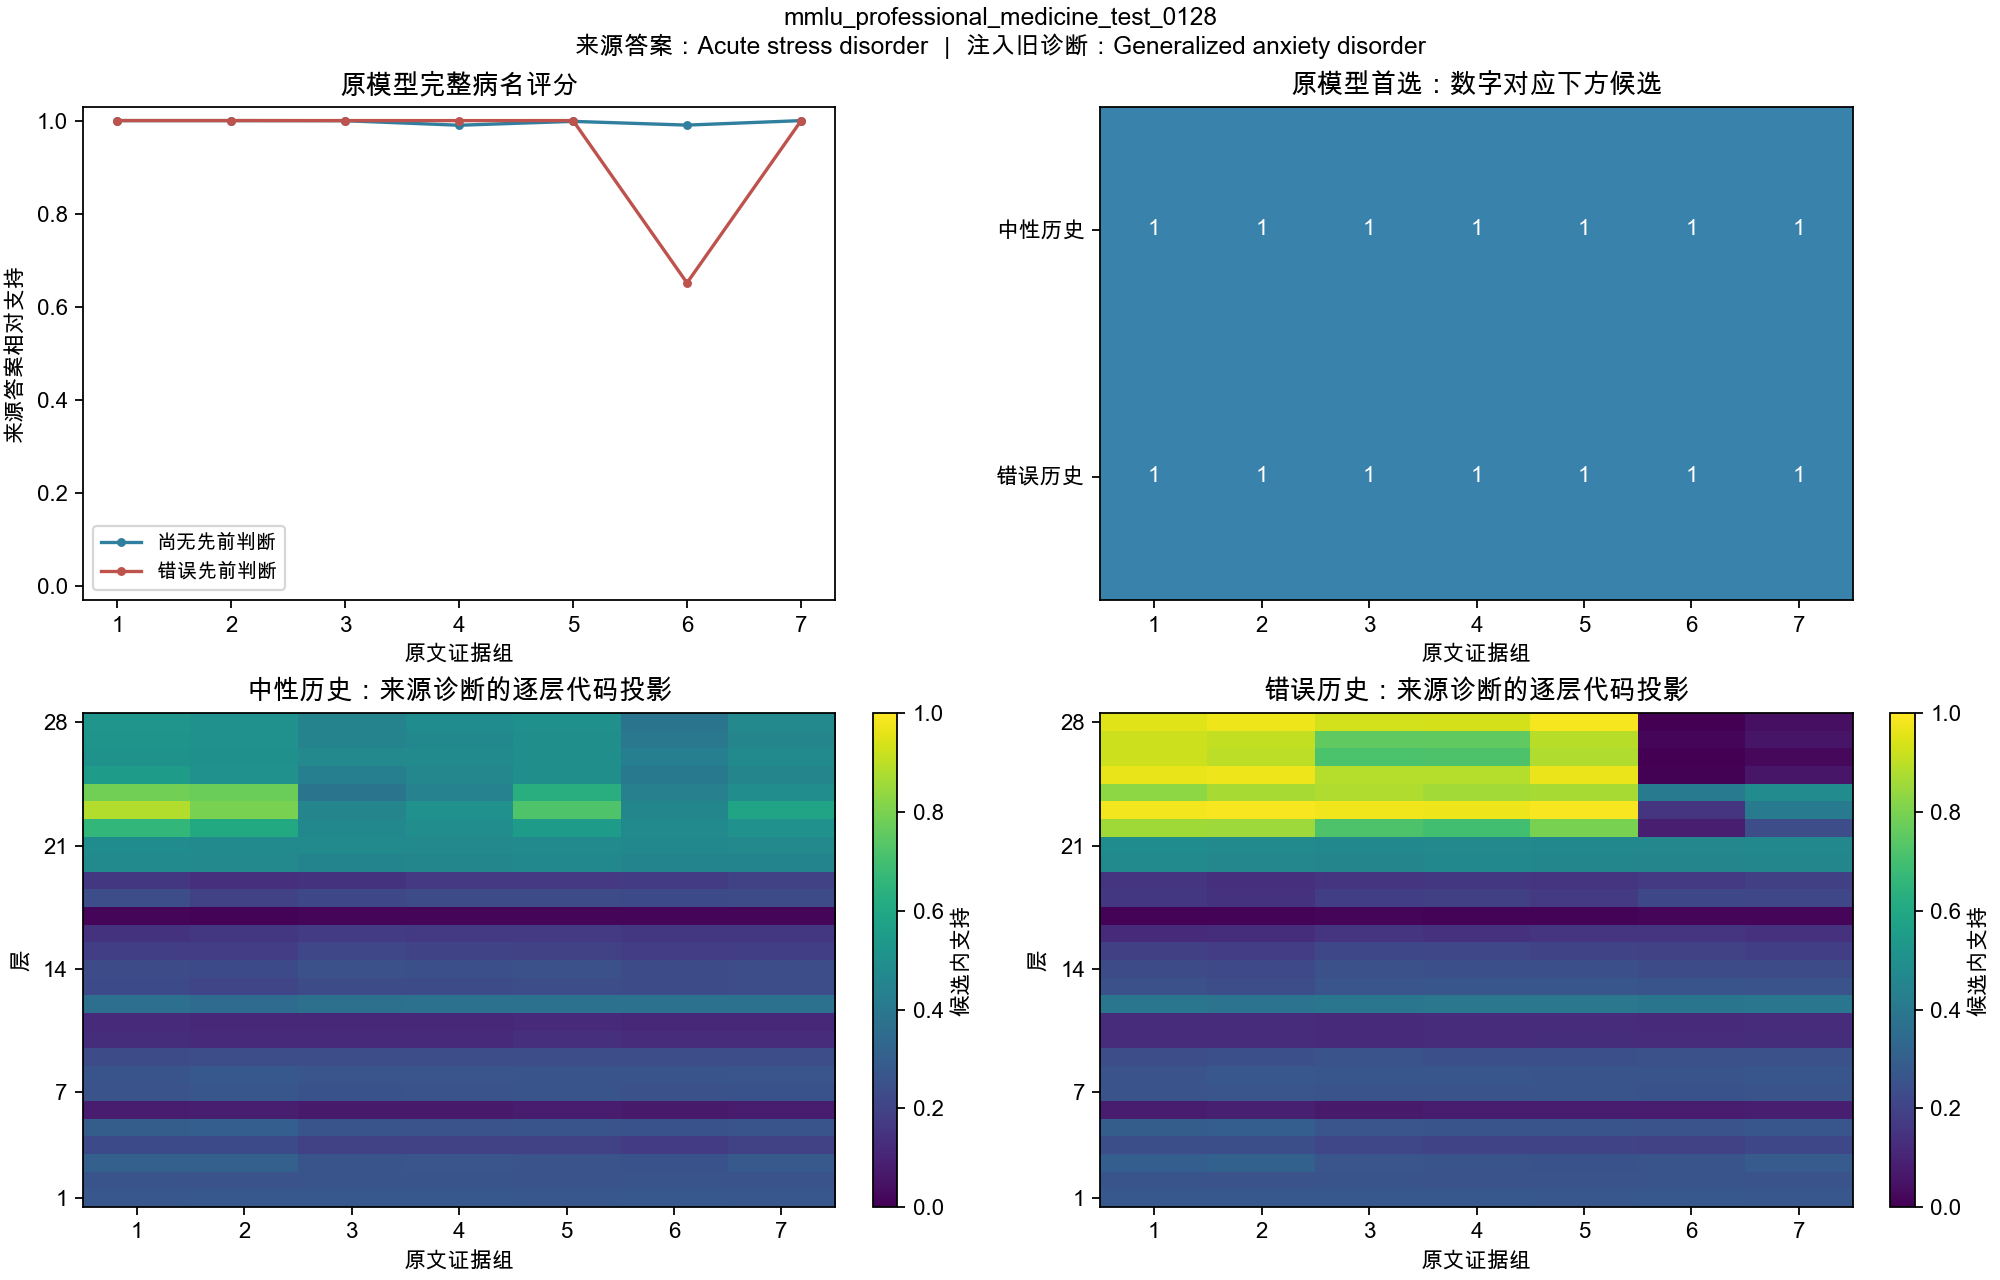 mmlu_professional_medicine_test_0128
来源答案：Acute stress disorder | 注入旧诊断：Generalized anxiety disorder
原模型完整病名评分
来源答案相对支持
1.0
0.8
0.6
0.4
0.2
0.0
尚无先前判断
错误先前判断
1 2 3 4 5 6 7
原文证据组
原模型首选：数字对应下方候选
中性历史
1 1 1 1 1 1 1
错误历史
1 1 1 1 1 1 1
1 2 3 4 5 6 7
原文证据组
中性历史：来源诊断的逐层代码投影
层
28
21
14
7
1
1 2 3 4 5 6 7
原文证据组
1.0
0.8
0.6
0.4
0.2
0.0
候选内支持
错误历史：来源诊断的逐层代码投影
层
28
21
14
7
1
1 2 3 4 5 6 7
原文证据组
1.0
0.8
0.6
0.4
0.2
0.0
候选内支持